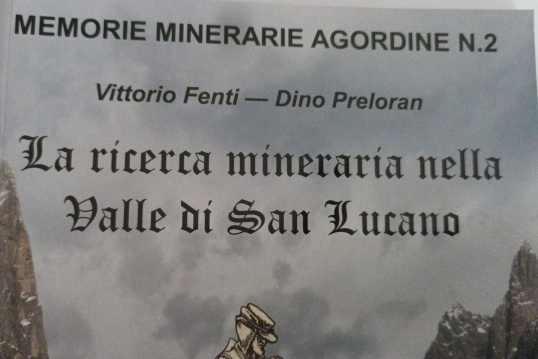 MEMORIE MINERARIE AGORDINE N.2
Vittorio Fenti — Dino Preloran
La ricerca mineraria nella
Valle di San Lucano